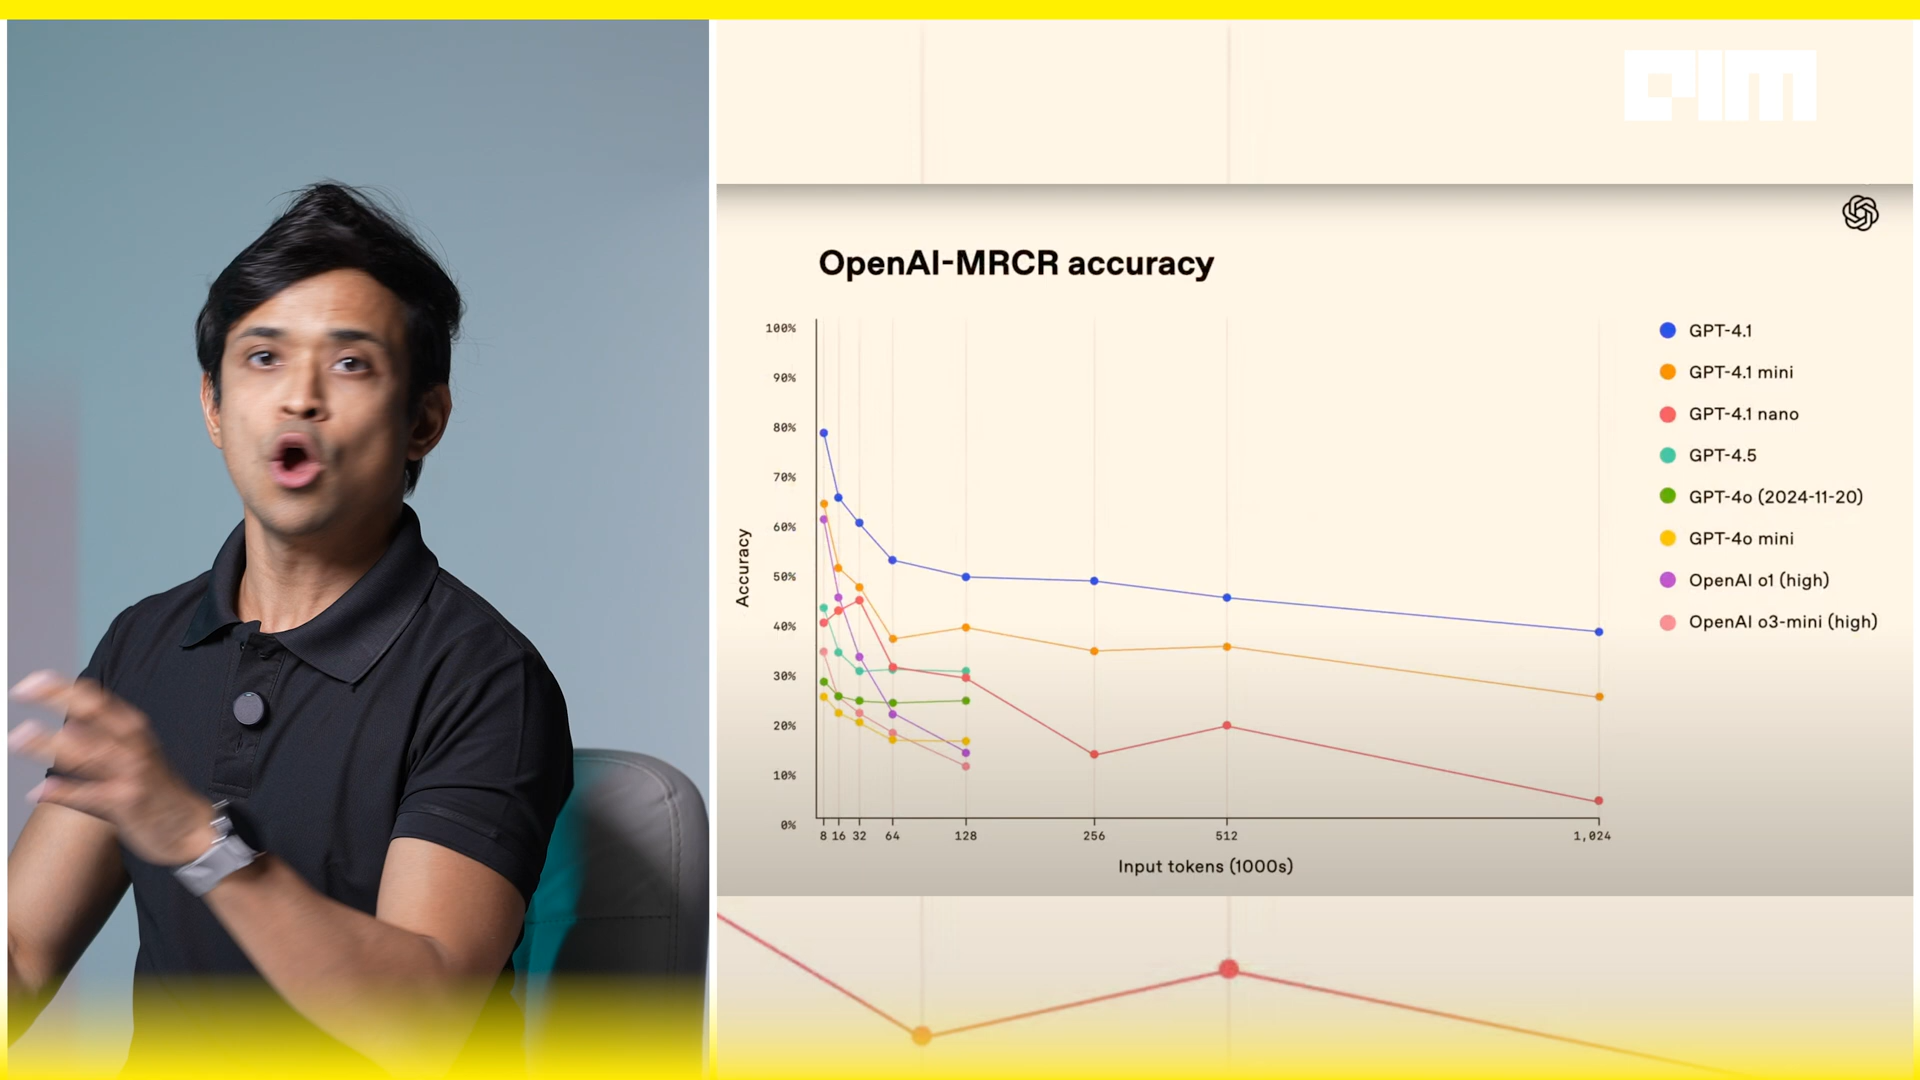 aim
OpenAI-MRCR accuracy
100%
90%
80%
70%
60%
50%
40%
30%
20%
10%
0%
Accuracy
8 16 32 64 128 256 512 1,024
Input tokens (1000s)
GPT-4.1
GPT-4.1 mini
GPT-4.1 nano
GPT-4.5
GPT-4o (2024-11-20)
GPT-4o mini
OpenAI o1 (high)
OpenAI o3-mini (high)